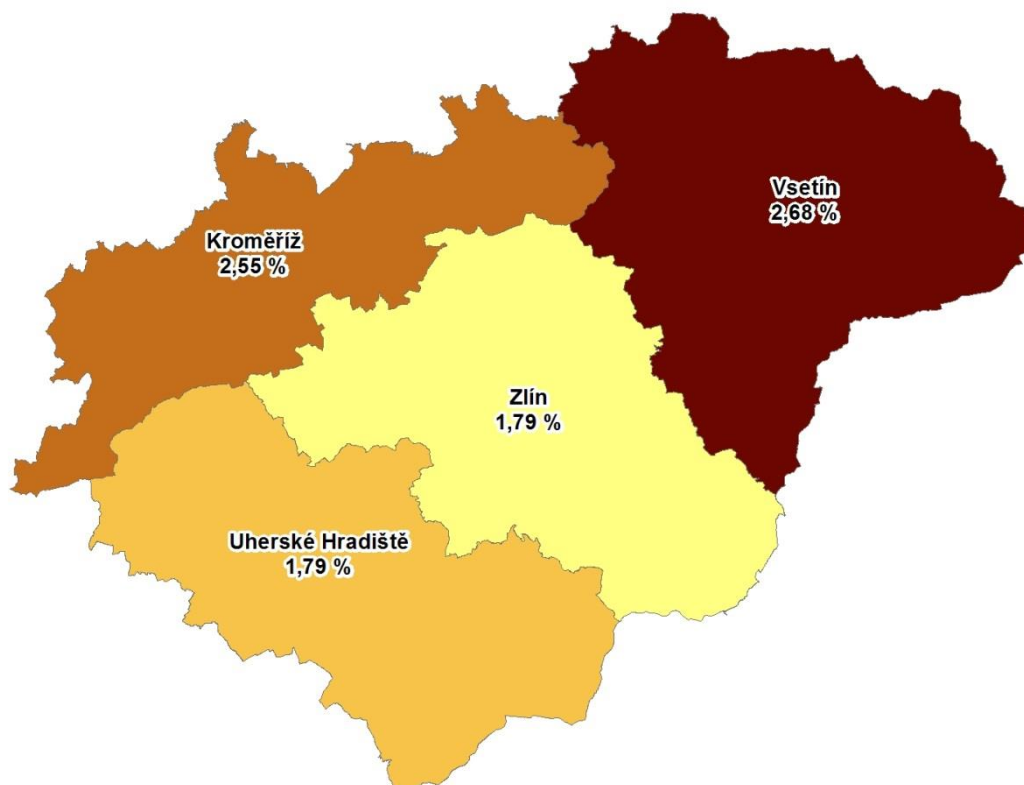 Vsetín
2,68 %
Kroměříž
2,55 %
Zlín
1,79 %
Uherské Hradiště
1,79 %